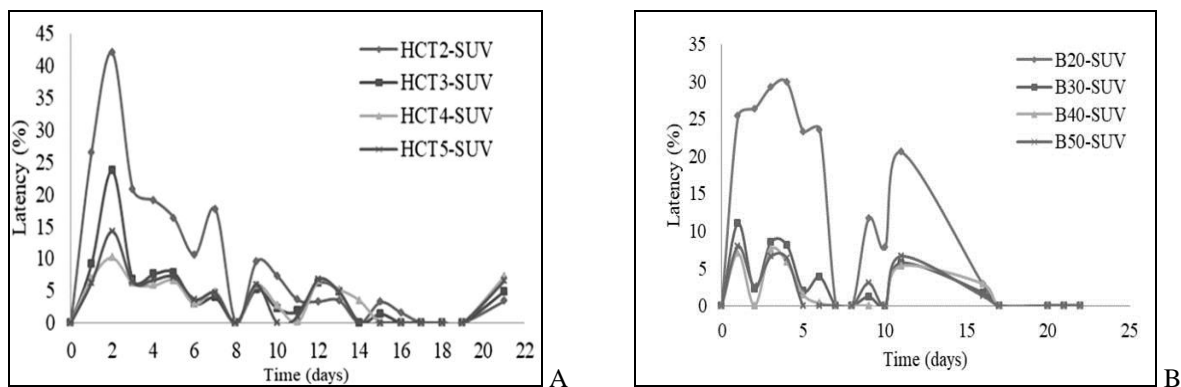 45
40
35
30
25
20
15
10
5
0
Latency (%)
HCT2-SUV
HCT3-SUV
HCT4-SUV
HCT5-SUV
0 2 4 6 8 10 12 14 16 18 20 22
Time (days)
A
35
30
25
20
15
10
5
0
Latency (%)
B20-SUV
B30-SUV
B40-SUV
B50-SUV
0 5 10 15 20 25
Time (days)
B